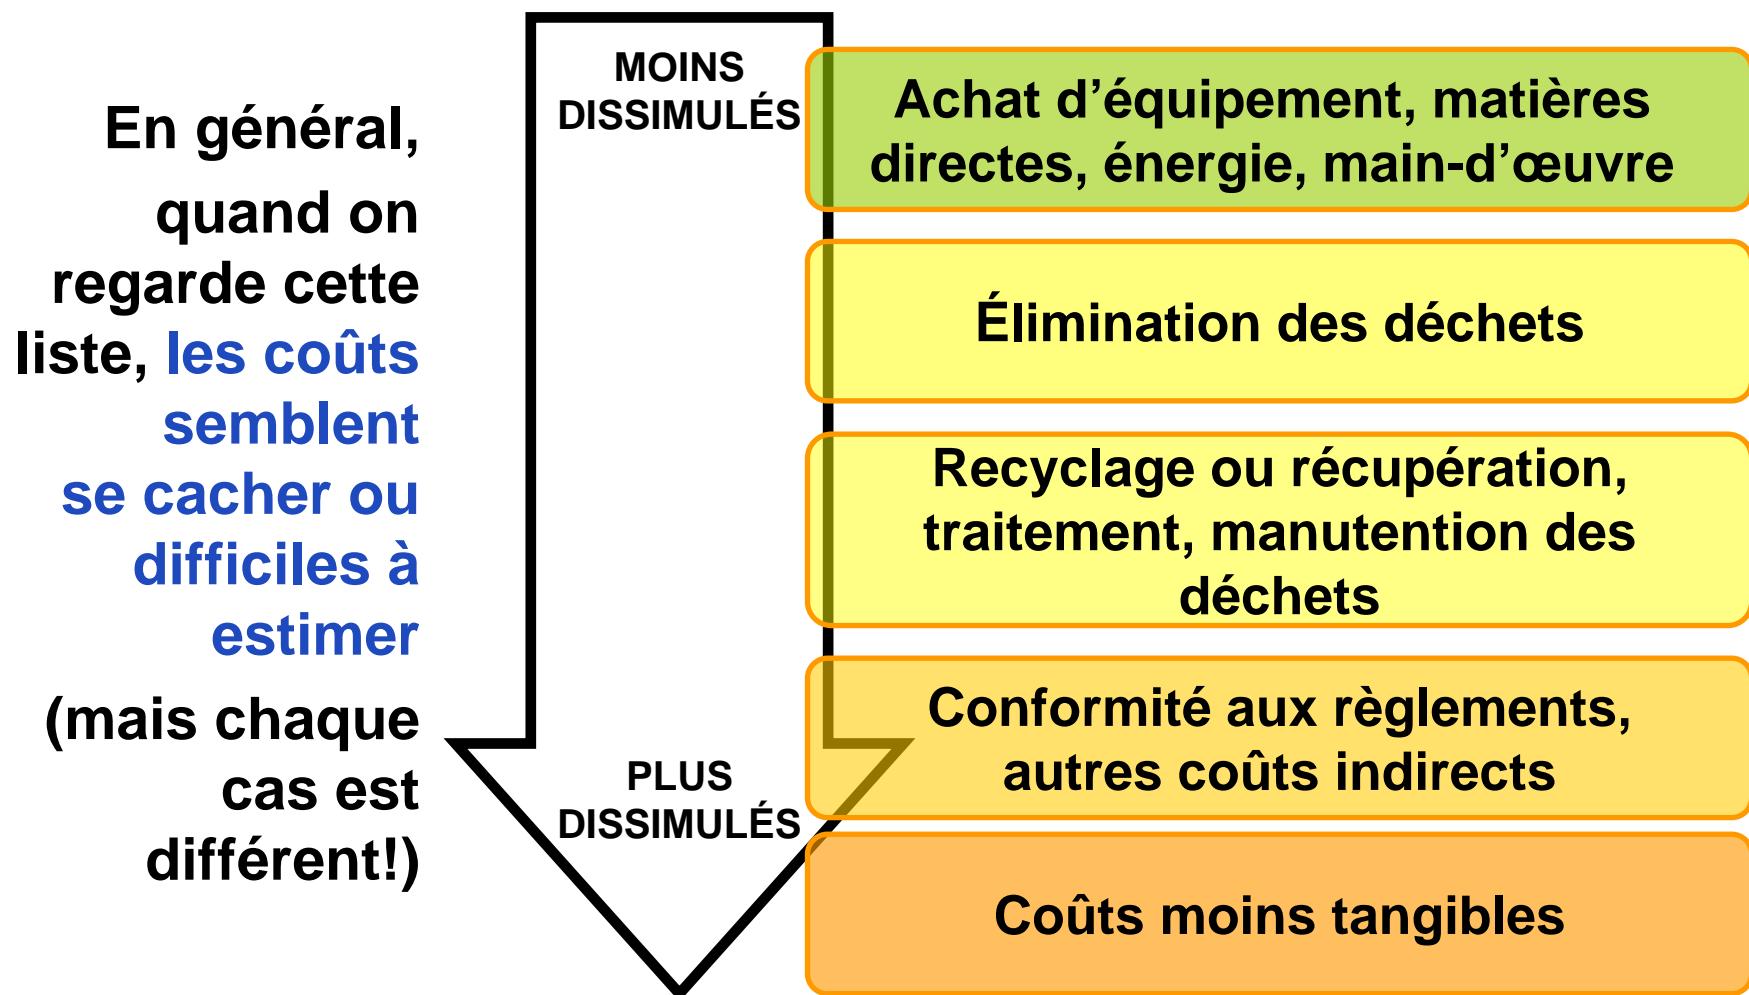 En général,
quand on
regarde cette
liste, les coûts
semblent
se cacher ou
difficiles à
estimer
(mais chaque
cas est
différent!)
MOINS
DISSIMULÉS
PLUS
DISSIMULÉS
Achat d’équipement, matières
directes, énergie, main-d’œuvre
Élimination des déchets
Recyclage ou récupération,
traitement, manutention des
déchets
Conformité aux règlements,
autres coûts indirects
Coûts moins tangibles